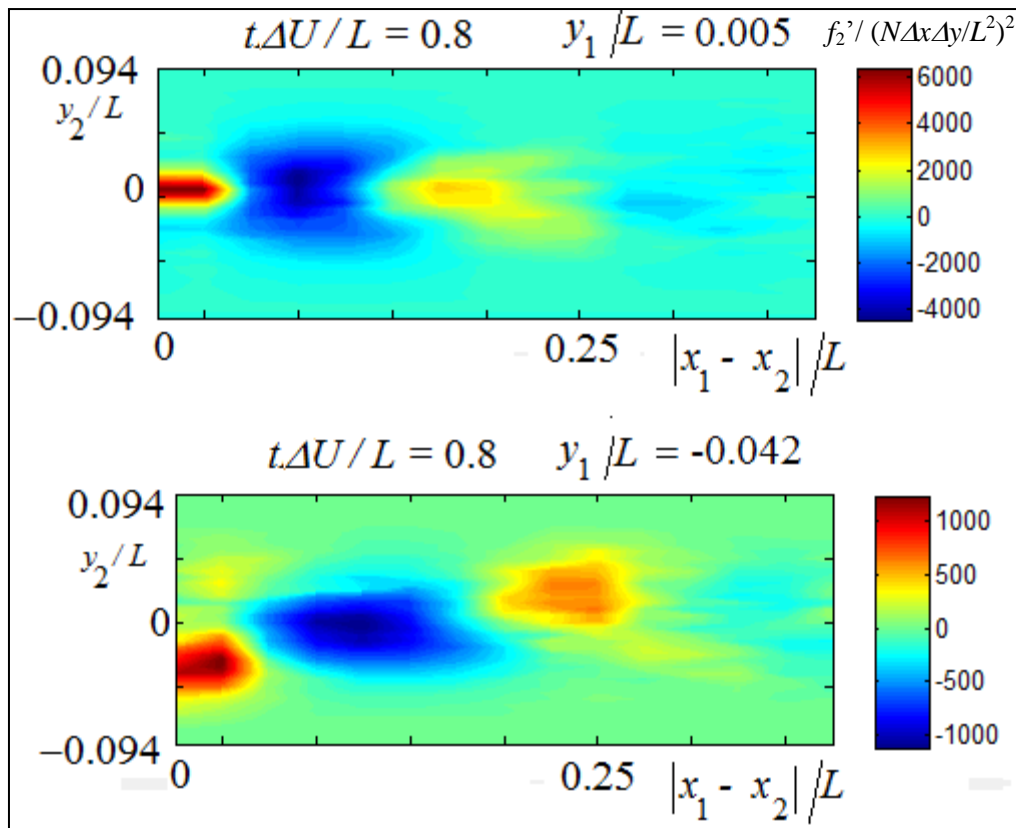 t.ΔU/L = 0.8 y₁/L = 0.005 f₂’/ (NΔxΔy/L²)²
0.094
y₂/L
0
−0.094
0 0.25 |x₁ - x₂|/L
6000
4000
2000
0
-2000
-4000
t.ΔU/L = 0.8 y₁/L = -0.042
0.094
y₂/L
0
−0.094
0 0.25 |x₁ - x₂|/L
1000
500
0
-500
-1000